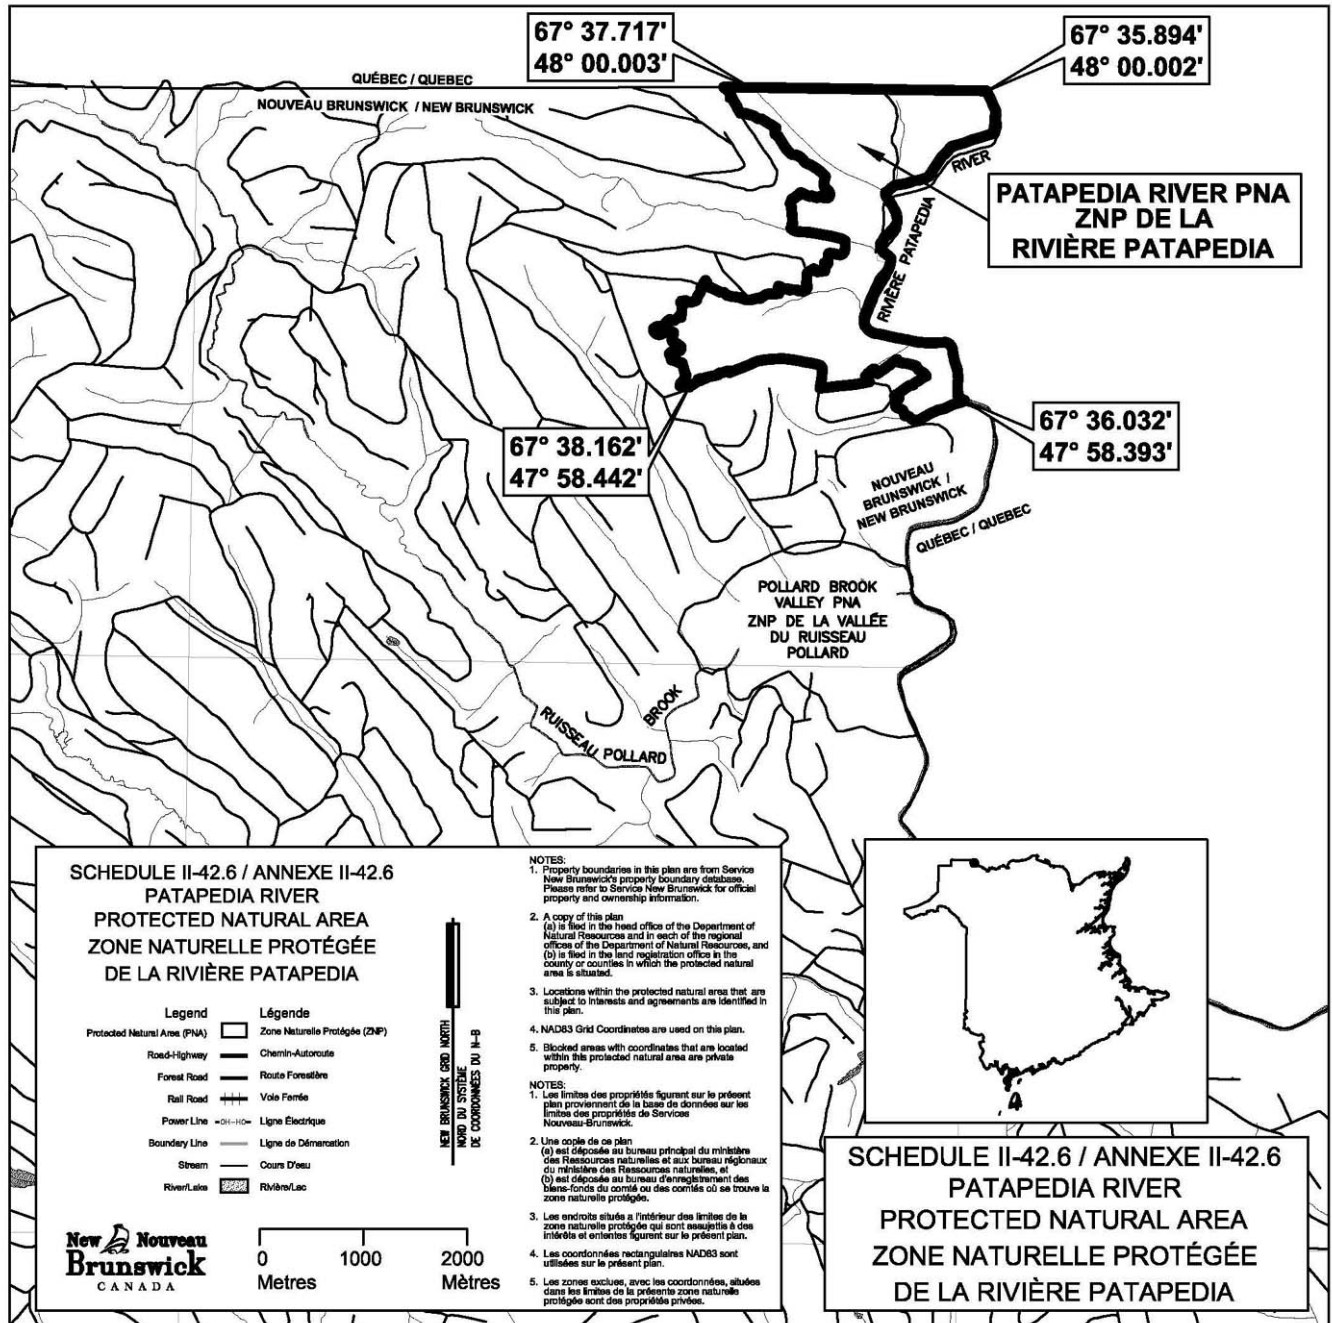 67° 37.717'
48° 00.003'
67° 35.894'
48° 00.002'
QUÉBEC / QUEBEC
NOUVEAU BRUNSWICK / NEW BRUNSWICK
RIVER
PATAPEDIA RIVER PNA
ZNP DE LA
RIVIÈRE PATAPEDIA
RIVIÈRE PATAPEDIA
67° 38.162'
47° 58.442'
67° 36.032'
47° 58.393'
NOUVEAU
BRUNSWICK /
NEW BRUNSWICK
QUÉBEC / QUEBEC
POLLARD BROOK
VALLEY PNA
ZNP DE LA VALLÉE
DU RUISSEAU
POLLARD
BROOK
RUISSEAU POLLARD
SCHEDULE II-42.6 / ANNEXE II-42.6
PATAPEDIA RIVER
PROTECTED NATURAL AREA
ZONE NATURELLE PROTÉGÉE
DE LA RIVIÈRE PATAPEDIA
Legend Légende
Protected Natural Area (PNA) Zone Naturelle Protégée (ZNP)
Road-Highway Chemin-Autoroute
Forest Road Route Forestière
Rail Road Voie Ferrée
Power Line -OH-HO- Ligne Électrique
Boundary Line Ligne de Démarcation
Stream Cours D'eau
River/Lake Rivière/Lac
NEW BRUNSWICK GRID NORTH
NORD DU SYSTÈME
DE COORDONNÉES DU N-B
New Nouveau
Brunswick
CANADA
0 1000 2000
Metres Mètres
NOTES:
1. Property boundaries in this plan are from Service
New Brunswick's property boundary database.
Please refer to Service New Brunswick for official
property and ownership information.
2. A copy of this plan
(a) is filed in the head office of the Department of
Natural Resources and in each of the regional
offices of the Department of Natural Resources, and
(b) is filed in the land registration office in the
county or counties in which the protected natural
area is situated.
3. Locations within the protected natural area that are
subject to interests and agreements are identified in
this plan.
4. NAD83 Grid Coordinates are used on this plan.
5. Blocked areas with coordinates that are located
within this protected natural area are private
property.
NOTES:
1. Les limites des propriétés figurant sur le présent
plan proviennent de la base de données sur les
limites des propriétés de Services
Nouveau-Brunswick.
2. Une copie de ce plan
(a) est déposée au bureau principal du ministère
des Ressources naturelles et aux bureau régionaux
du ministère des Ressources naturelles, et
(b) est déposée au bureau d'enregistrement des
biens-fonds du comté ou des comtés où se trouve la
zone naturelle protégée.
3. Les endroits situés a l'intérieur des limites de la
zone naturelle protégée qui sont assujettis à des
intérêts et ententes figurent sur le présent plan.
4. Les coordonnées rectangulaires NAD83 sont
utilisées sur le présent plan.
5. Les zones exclues, avec les coordonnées, situées
dans les limites de la présente zone naturelle
protégée sont des propriétés privées.
SCHEDULE II-42.6 / ANNEXE II-42.6
PATAPEDIA RIVER
PROTECTED NATURAL AREA
ZONE NATURELLE PROTÉGÉE
DE LA RIVIÈRE PATAPEDIA